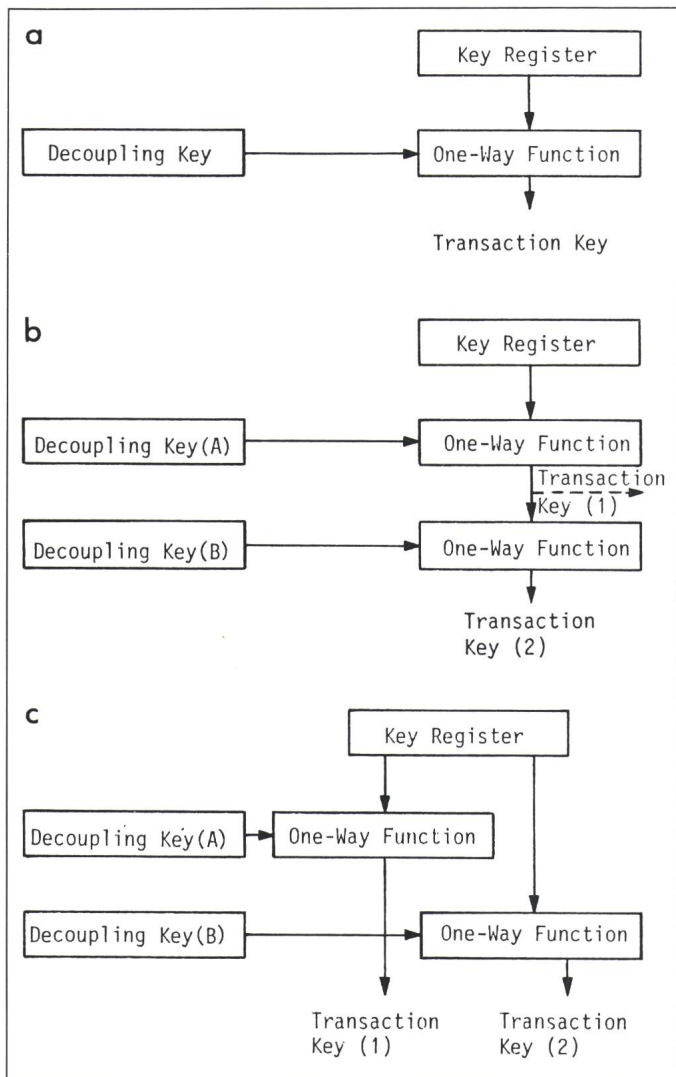 a
Key Register
Decoupling Key
One-Way Function
Transaction Key
b
Key Register
Decoupling Key(A)
One-Way Function
Transaction
Key (1)
Decoupling Key(B)
One-Way Function
Transaction
Key (2)
c
Key Register
Decoupling Key(A)
One-Way Function
Decoupling Key(B)
One-Way Function
Transaction
Key (1)
Transaction
Key (2)